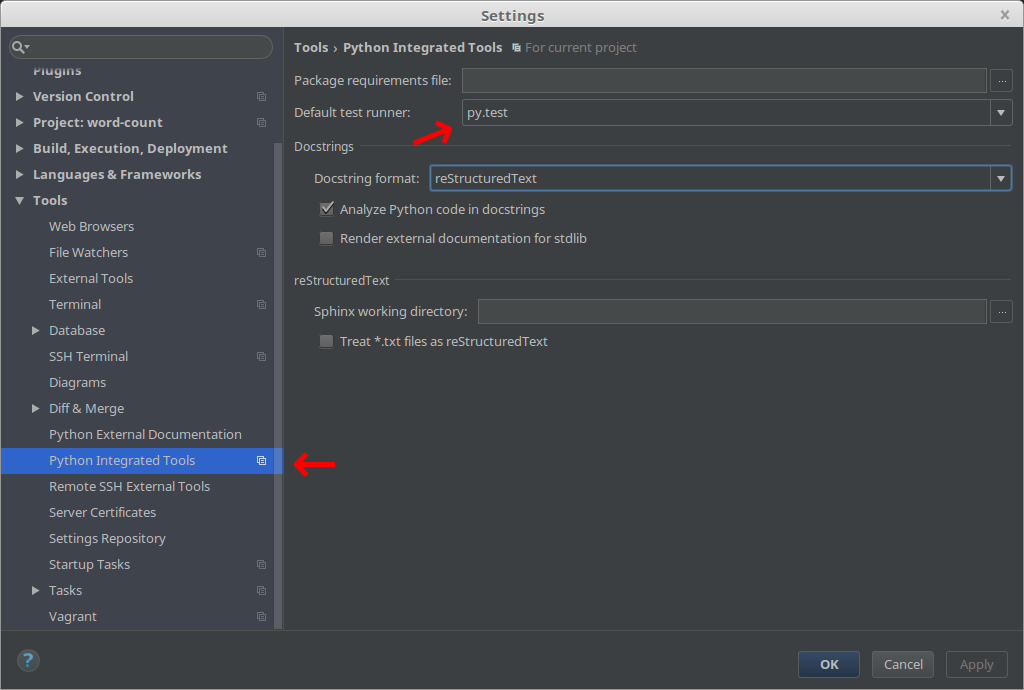 Settings
Tools › Python Integrated Tools For current project
Plugins
Version Control
Project: word-count
Build, Execution, Deployment
Languages & Frameworks
Tools
Web Browsers
File Watchers
External Tools
Terminal
Database
SSH Terminal
Diagrams
Diff & Merge
Python External Documentation
Python Integrated Tools
Remote SSH External Tools
Server Certificates
Settings Repository
Startup Tasks
Tasks
Vagrant
Package requirements file: ...
Default test runner: py.test
Docstrings
Docstring format: reStructuredText
Analyze Python code in docstrings
Render external documentation for stdlib
reStructuredText
Sphinx working directory: ...
Treat *.txt files as reStructuredText
? OK Cancel Apply